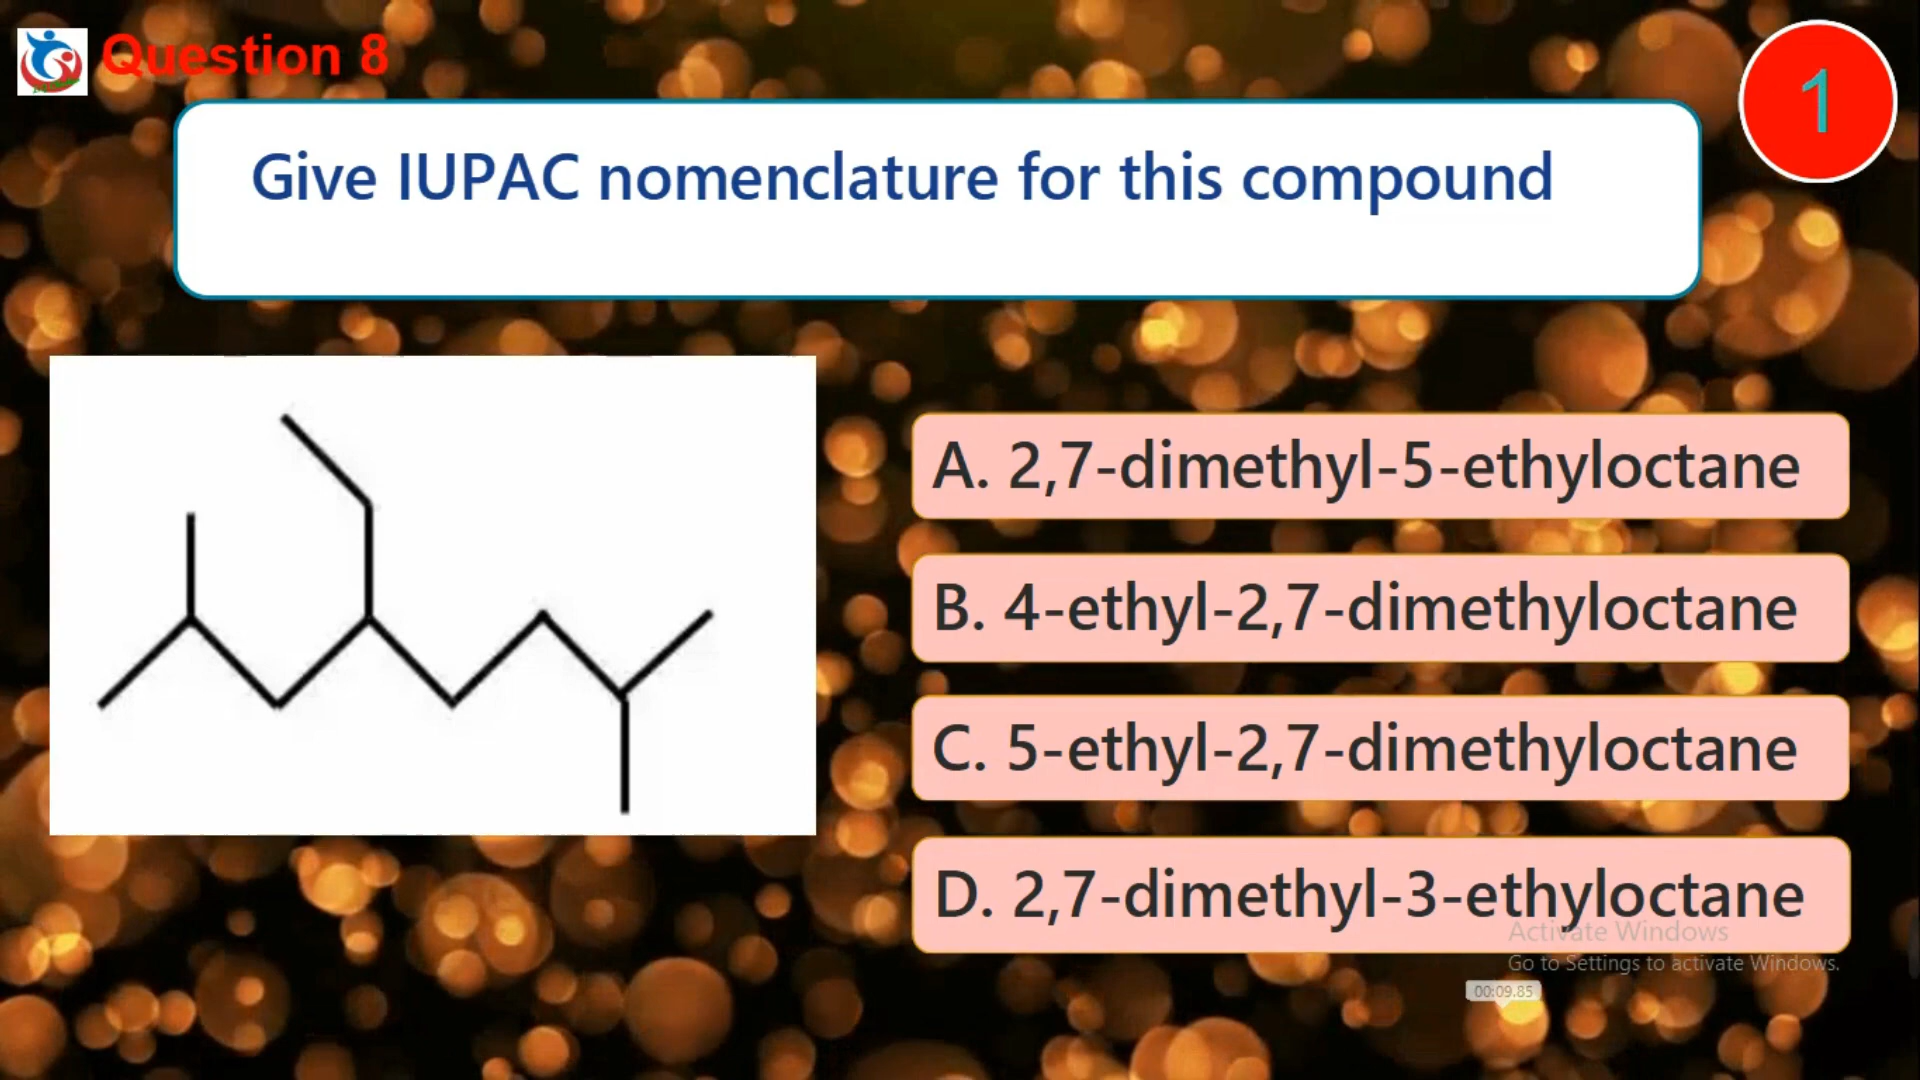 Question 8
1
Give IUPAC nomenclature for this compound
A. 2,7-dimethyl-5-ethyloctane
B. 4-ethyl-2,7-dimethyloctane
C. 5-ethyl-2,7-dimethyloctane
D. 2,7-dimethyl-3-ethyloctane
Activate Windows
Go to Settings to activate Windows.
00:09.85